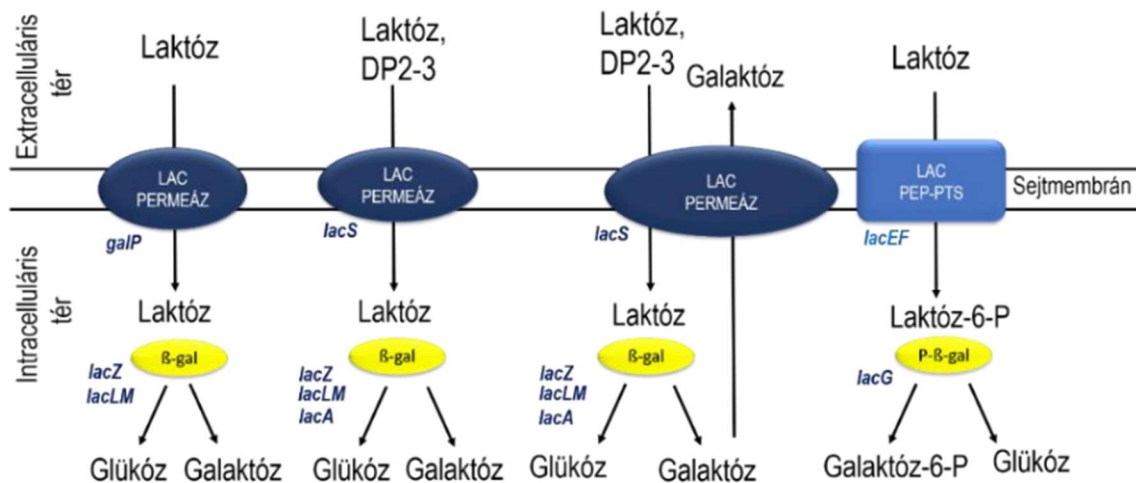 Extracelluláris
tér
Intracelluláris
tér
Laktóz
LAC
PERMEÁZ
galP
Laktóz
ß-gal
lacZ
lacLM
Glükóz
Galaktóz
Laktóz,
DP2-3
LAC
PERMEÁZ
lacS
Laktóz
ß-gal
lacZ
lacLM
lacA
Glükóz
Galaktóz
Laktóz,
DP2-3
Galaktóz
LAC
PERMEÁZ
lacS
Laktóz
ß-gal
lacZ
lacLM
lacA
Glükóz
Galaktóz
Laktóz
LAC
PEP-PTS
Sejtmembrán
lacEF
Laktóz-6-P
P-ß-gal
lacG
Galaktóz-6-P
Glükóz